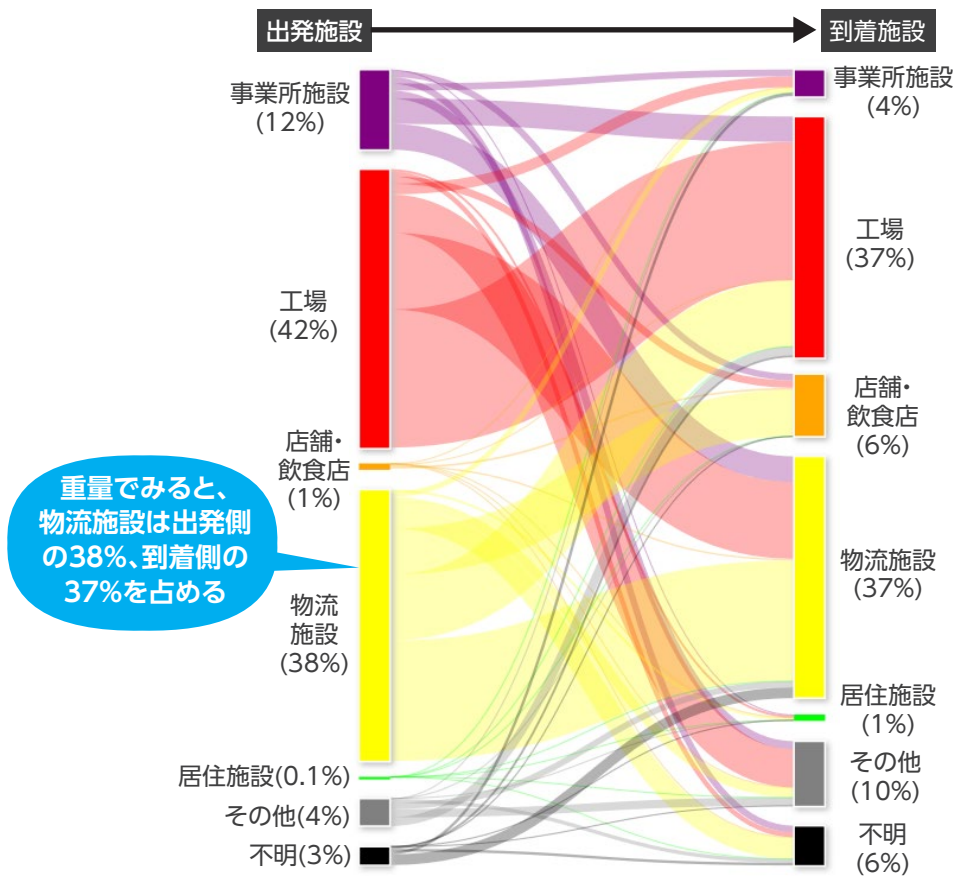 出発施設
到着施設
事業所施設
(12%)
工場
(42%)
店舗・
飲食店
(1%)
重量でみると、
物流施設は出発側
の38%、到着側の
37%を占める
物流
施設
(38%)
居住施設(0.1%)
その他(4%)
不明(3%)
事業所施設
(4%)
工場
(37%)
店舗・
飲食店
(6%)
物流施設
(37%)
居住施設
(1%)
その他
(10%)
不明
(6%)